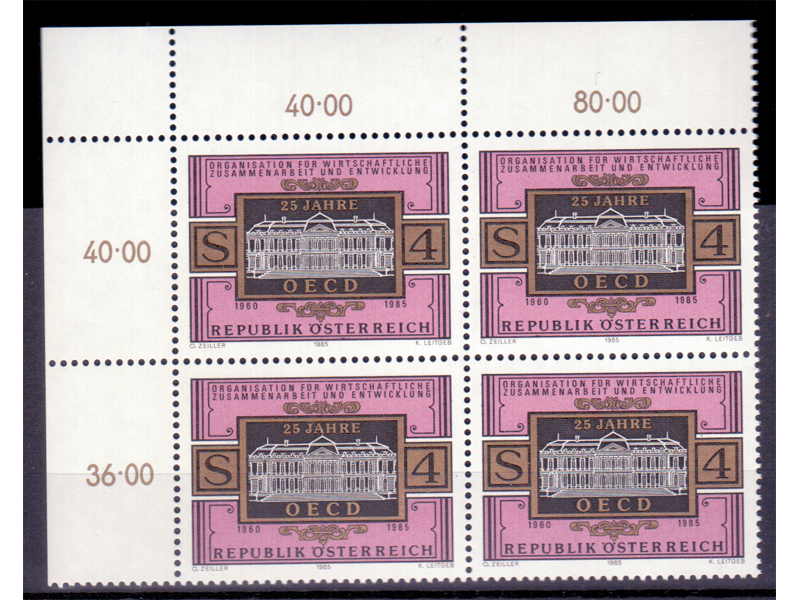 40·00 80·00
40·00
36·00
ORGANISATION FÜR WIRTSCHAFTLICHE
ZUSAMMENARBEIT UND ENTWICKLUNG
25 JAHRE
S 4
OECD
1960 1985
REPUBLIK ÖSTERREICH
O. ZEILLER 1985 K. LEITGEB
ORGANISATION FÜR WIRTSCHAFTLICHE
ZUSAMMENARBEIT UND ENTWICKLUNG
25 JAHRE
S 4
OECD
1960 1985
REPUBLIK ÖSTERREICH
O. ZEILLER 1985 K. LEITGEB
ORGANISATION FÜR WIRTSCHAFTLICHE
ZUSAMMENARBEIT UND ENTWICKLUNG
25 JAHRE
S 4
OECD
1960 1985
REPUBLIK ÖSTERREICH
O. ZEILLER 1985 K. LEITGEB
ORGANISATION FÜR WIRTSCHAFTLICHE
ZUSAMMENARBEIT UND ENTWICKLUNG
25 JAHRE
S 4
OECD
1960 1985
REPUBLIK ÖSTERREICH
O. ZEILLER 1985 K. LEITGEB